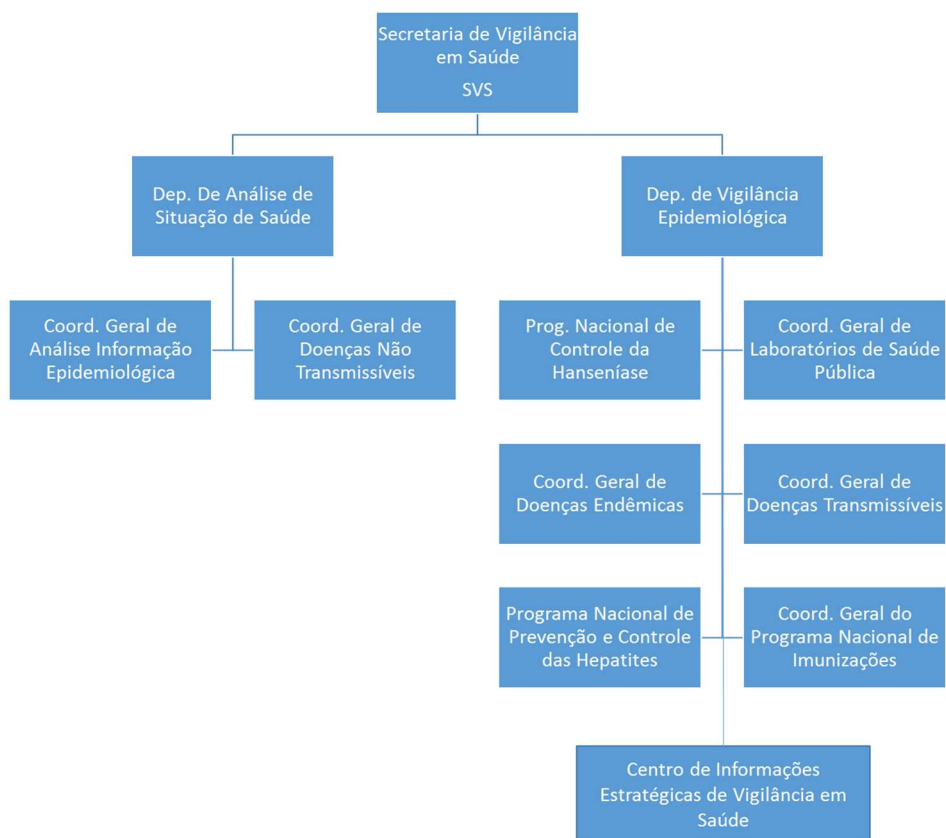 Secretaria de Vigilância
em Saúde
SVS
Dep. De Análise de
Situação de Saúde
Dep. de Vigilância
Epidemiológica
Coord. Geral de
Análise Informação
Epidemiológica
Coord. Geral de
Doenças Não
Transmissíveis
Prog. Nacional de
Controle da
Hanseníase
Coord. Geral de
Laboratórios de Saúde
Pública
Coord. Geral de
Doenças Endêmicas
Coord. Geral de
Doenças Transmissíveis
Programa Nacional de
Prevenção e Controle
das Hepatites
Coord. Geral do
Programa Nacional de
Imunizações
Centro de Informações
Estratégicas de Vigilância em
Saúde